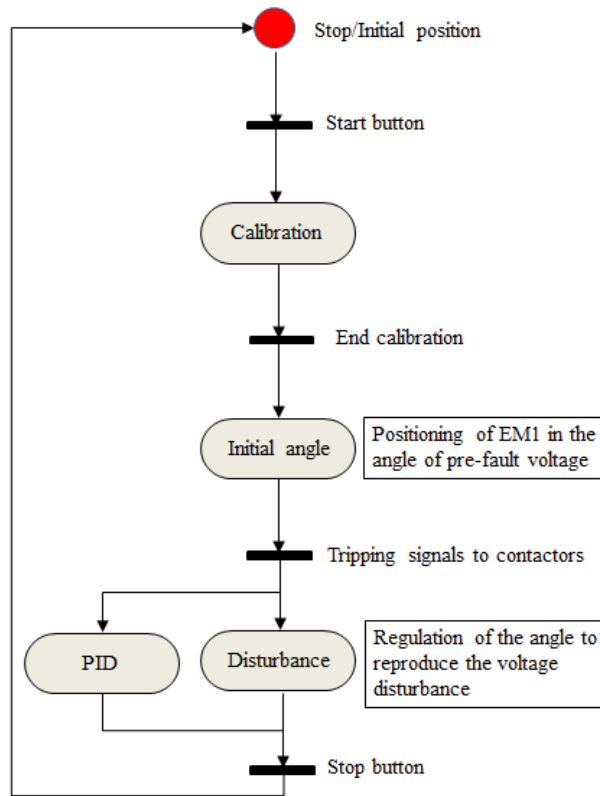 Stop/Initial position
Start button
Calibration
End calibration
Initial angle
Positioning of EM1 in the
angle of pre-fault voltage
Tripping signals to contactors
PID
Disturbance
Regulation of the angle to
reproduce the voltage
disturbance
Stop button